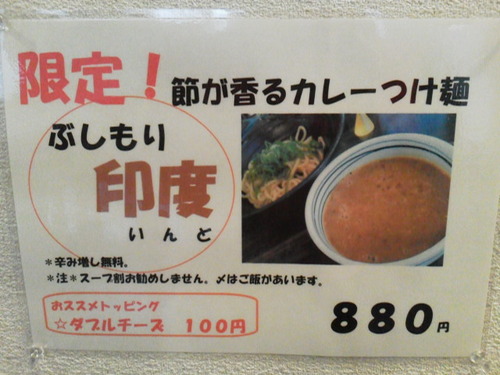 限定！節が香るカレーつけ麺
ぶしもり
印度
いんど
＊辛み増し無料。
＊注＊スープ割お勧めしません。〆はご飯があいます。
おススメトッピング
☆ダブルチーズ　１００円
８８０円